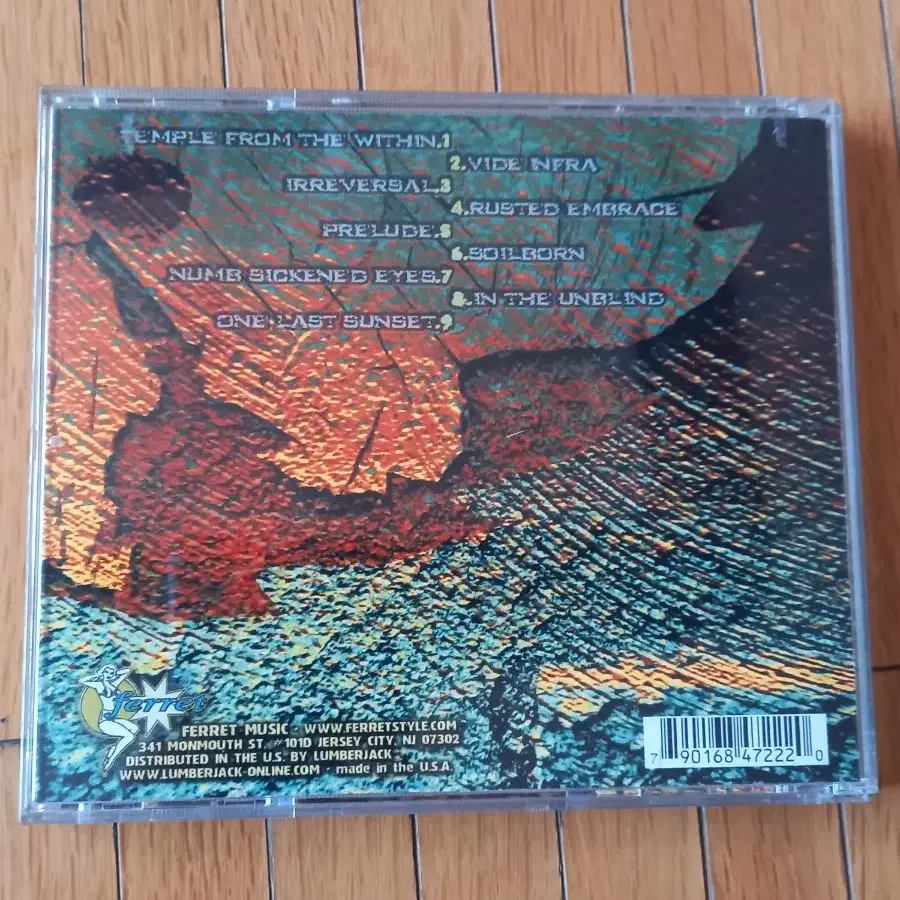 TEMPLE FROM THE WITHIN.1
2.VIDE INFRA
IRREVERSAL.3
4.RUSTED EMBRACE
PRELUDE.5
6.SOILBORN
NUMB SICKENED EYES.7
8.IN THE UNBLIND
ONE LAST SUNSET.9
ferret
FERRET MUSIC - WWW.FERRETSTYLE.COM
341 MONMOUTH ST. #101D JERSEY CITY, NJ 07302
DISTRIBUTED IN THE U.S. BY LUMBERJACK
WWW.LUMBERJACK-ONLINE.COM - made in the U.S.A.
7 90168 47222 0